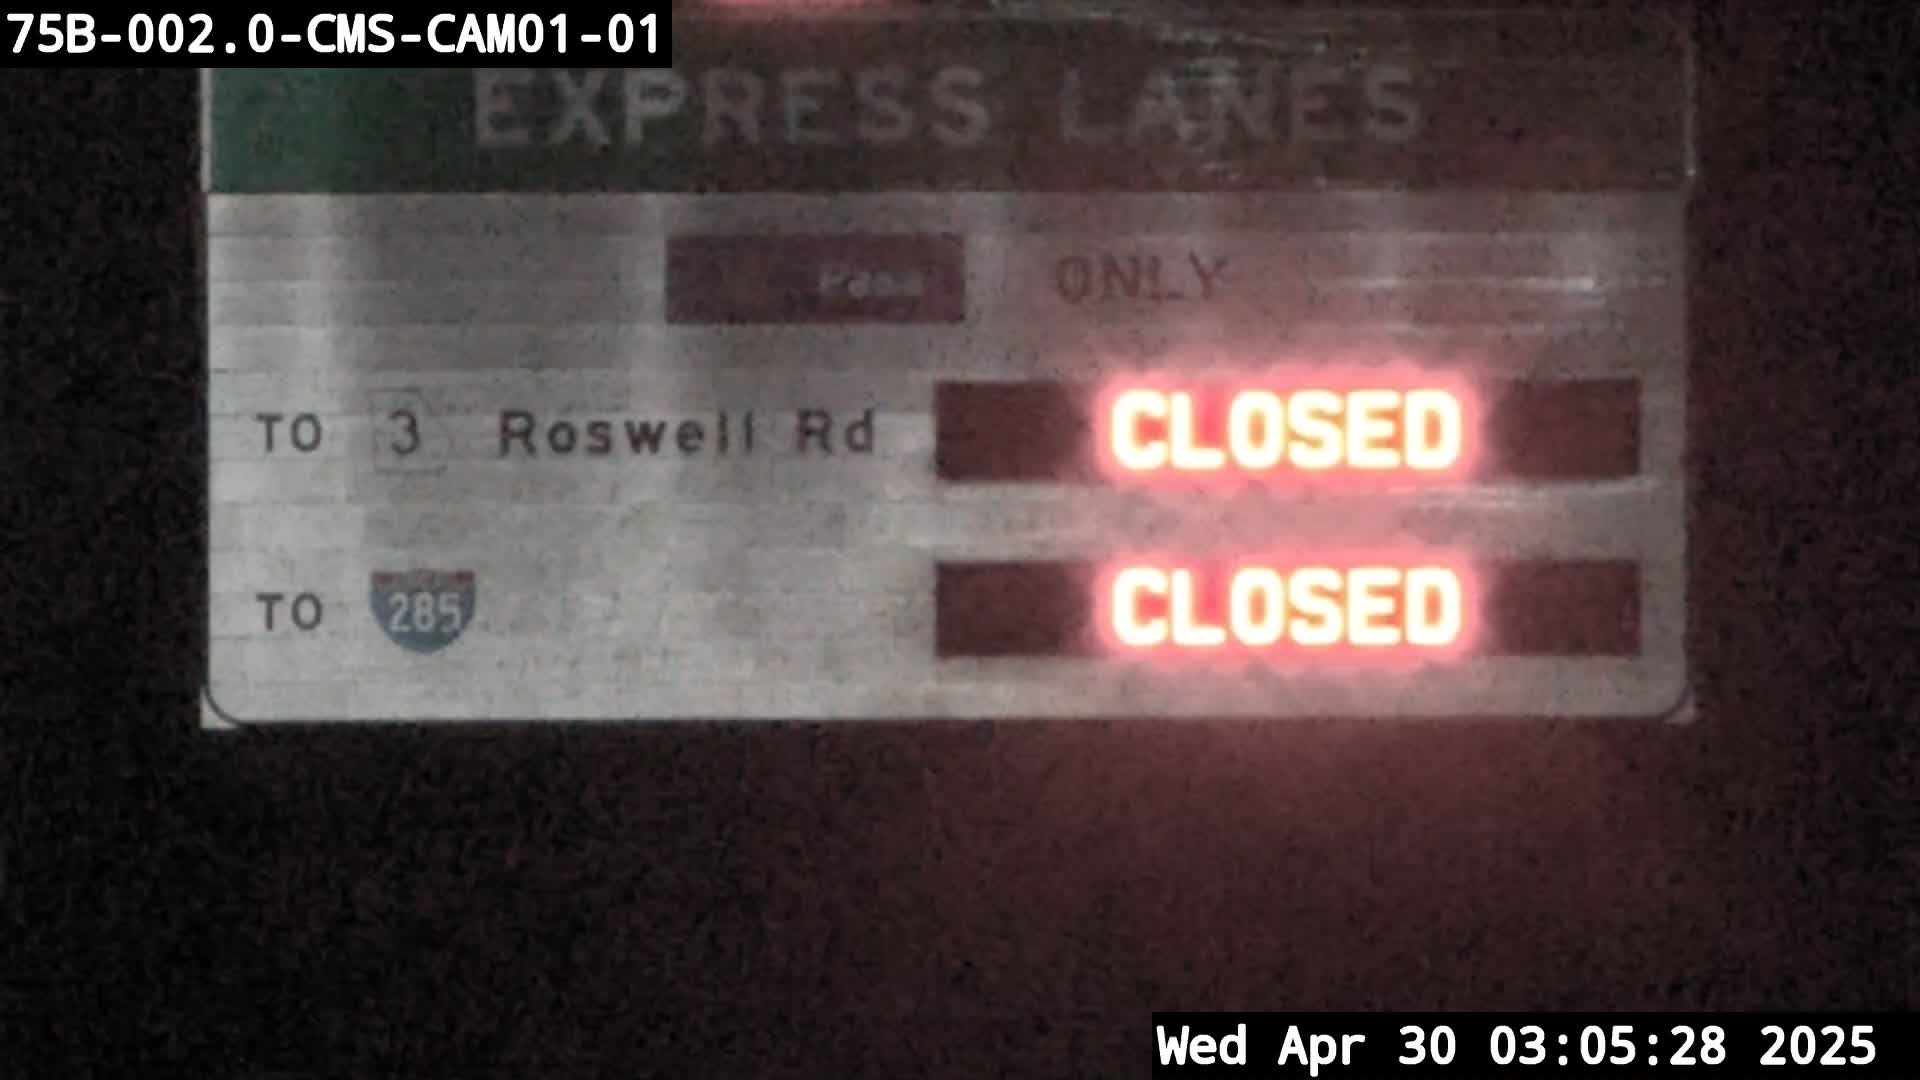 75B-002.0-CMS-CAM01-01
EXPRESS LANES
ONLY
TO 3 Roswell Rd CLOSED
TO 285 CLOSED
Wed Apr 30 03:05:28 2025